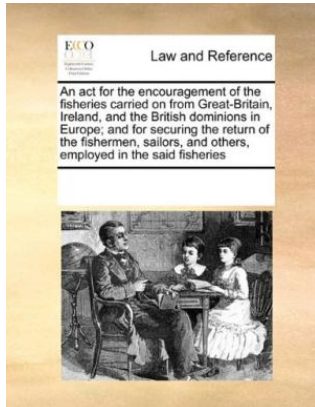 ECCO
Law and Reference
An act for the encouragement of the
fisheries carried on from Great-Britain,
Ireland, and the British dominions in
Europe; and for securing the return of
the fishermen, sailors, and others,
employed in the said fisheries